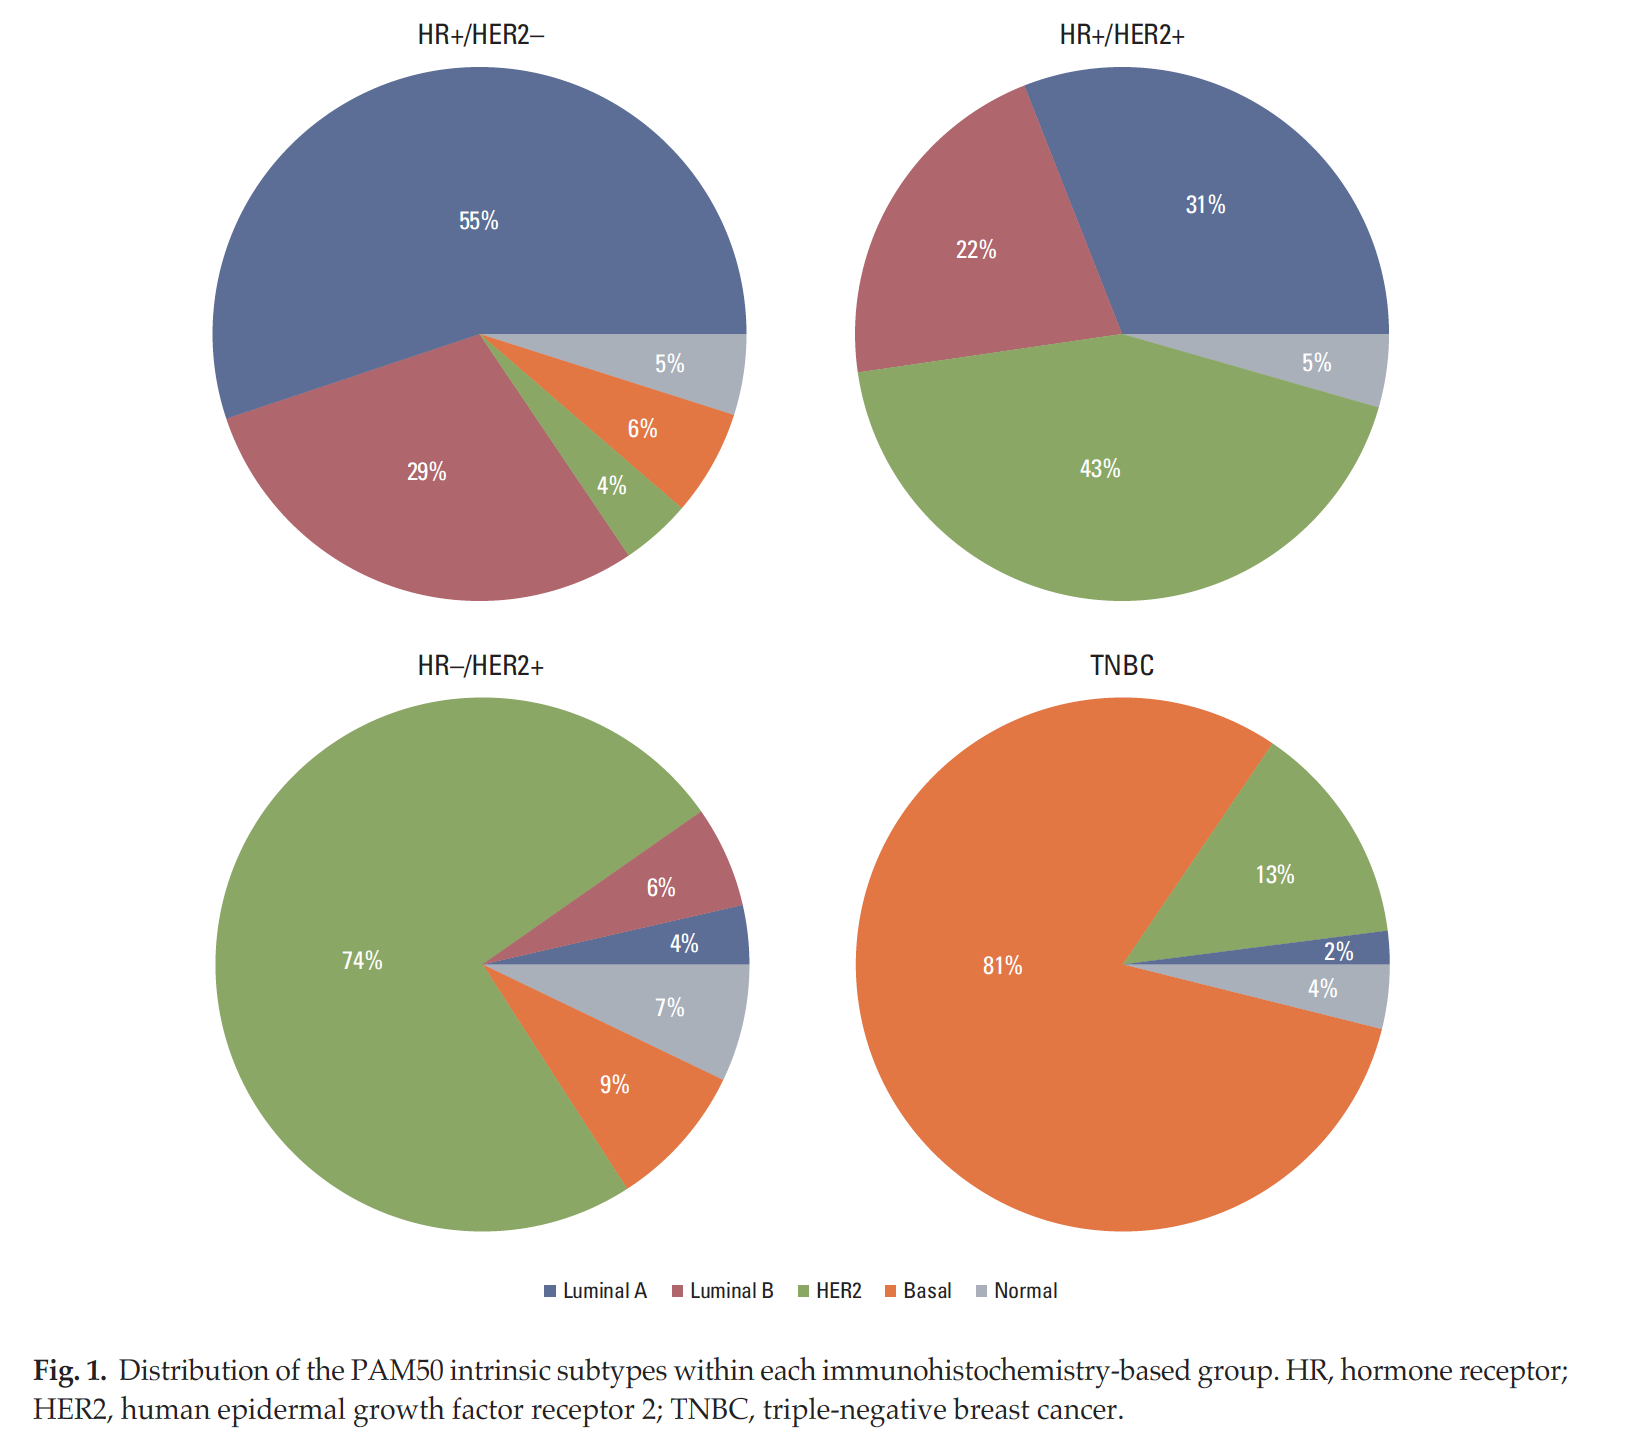 HR+/HER2–
HR+/HER2+
55%
29%
4%
6%
5%
31%
22%
43%
5%
HR–/HER2+
TNBC
74%
6%
4%
7%
9%
81%
13%
2%
4%
Luminal A Luminal B HER2 Basal Normal
Fig. 1. Distribution of the PAM50 intrinsic subtypes within each immunohistochemistry-based group. HR, hormone receptor;
HER2, human epidermal growth factor receptor 2; TNBC, triple-negative breast cancer.